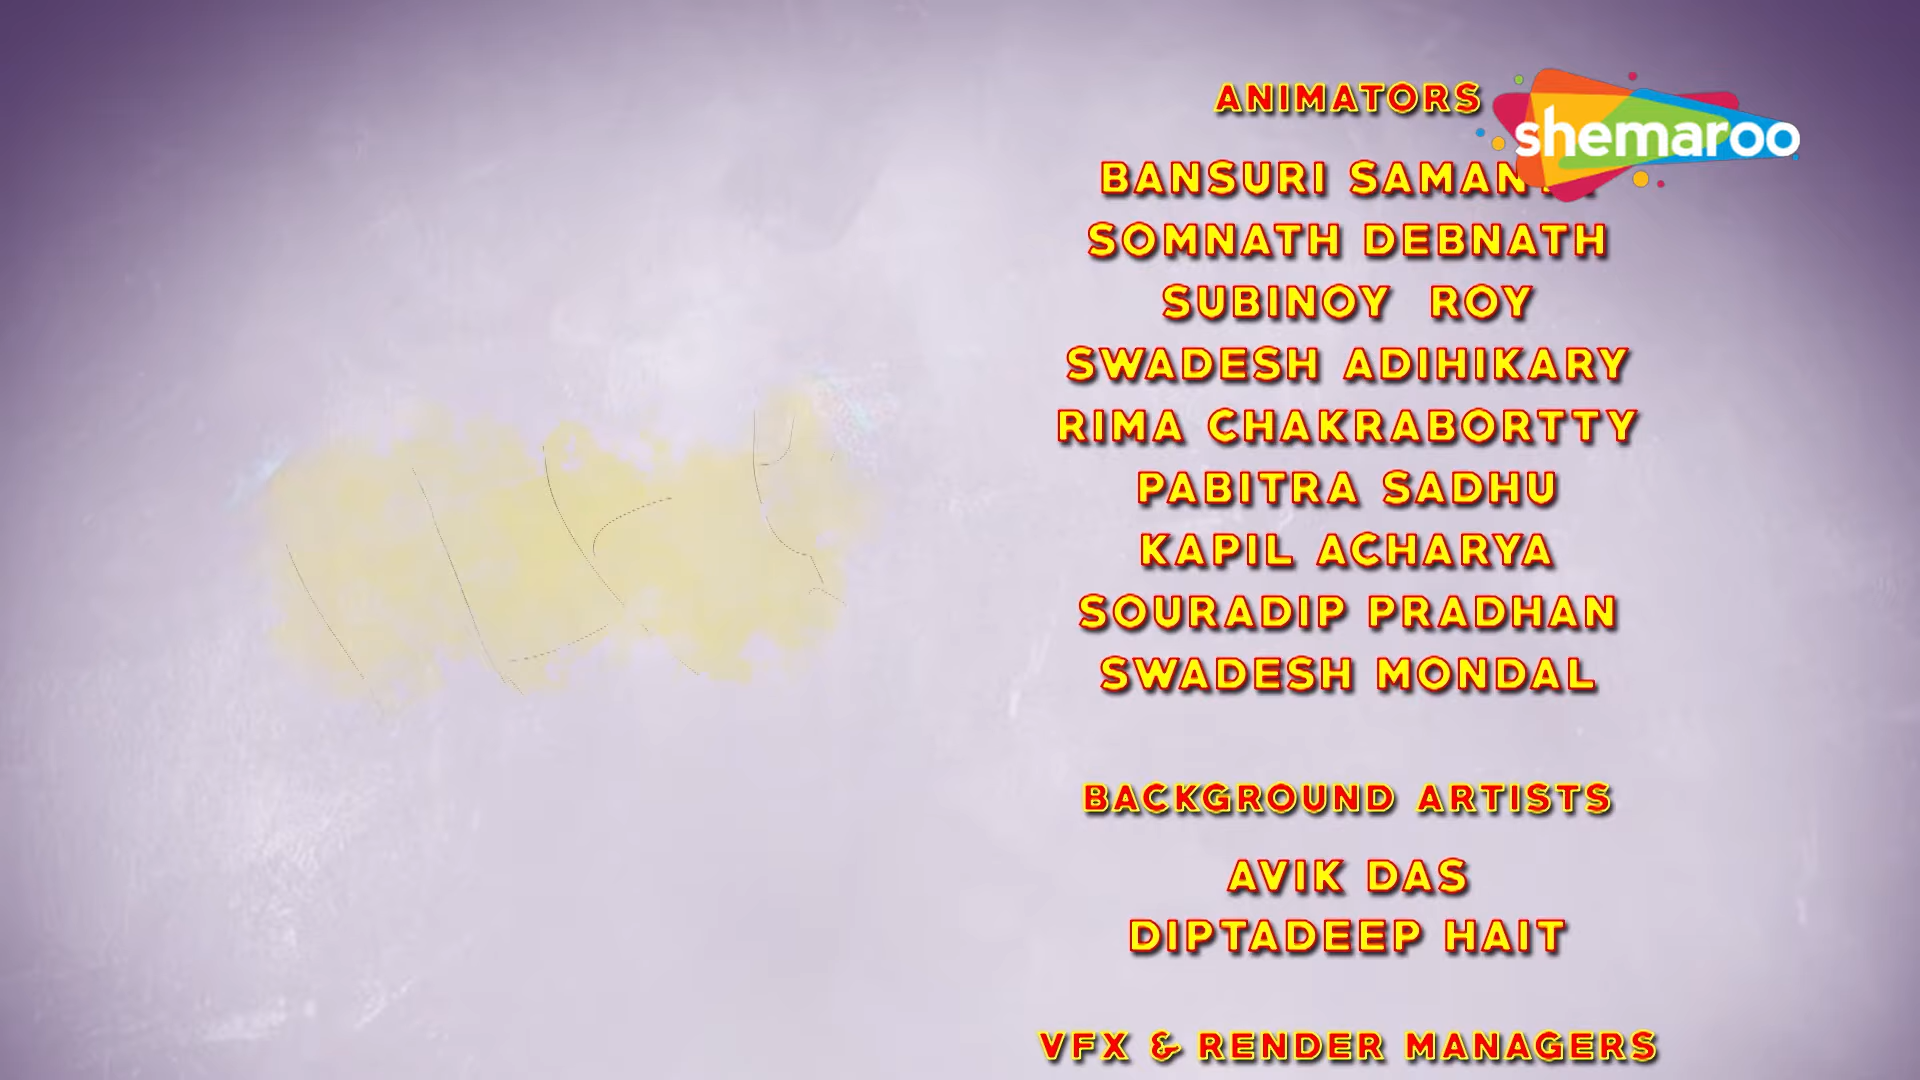 ANIMATORS
shemaroo
BANSURI
SOMNATH DEBNATH
SUBINOY ROY
SWADESH ADIHIKARY
RIMA CHAKRABORTTY
PABITRA SADHU
KAPIL ACHARYA
SOURADIP PRADHAN
SWADESH MONDAL
BACKGROUND ARTISTS
AVIK DAS
DIPTADEEP HAIT
VFX & RENDER MANAGERS